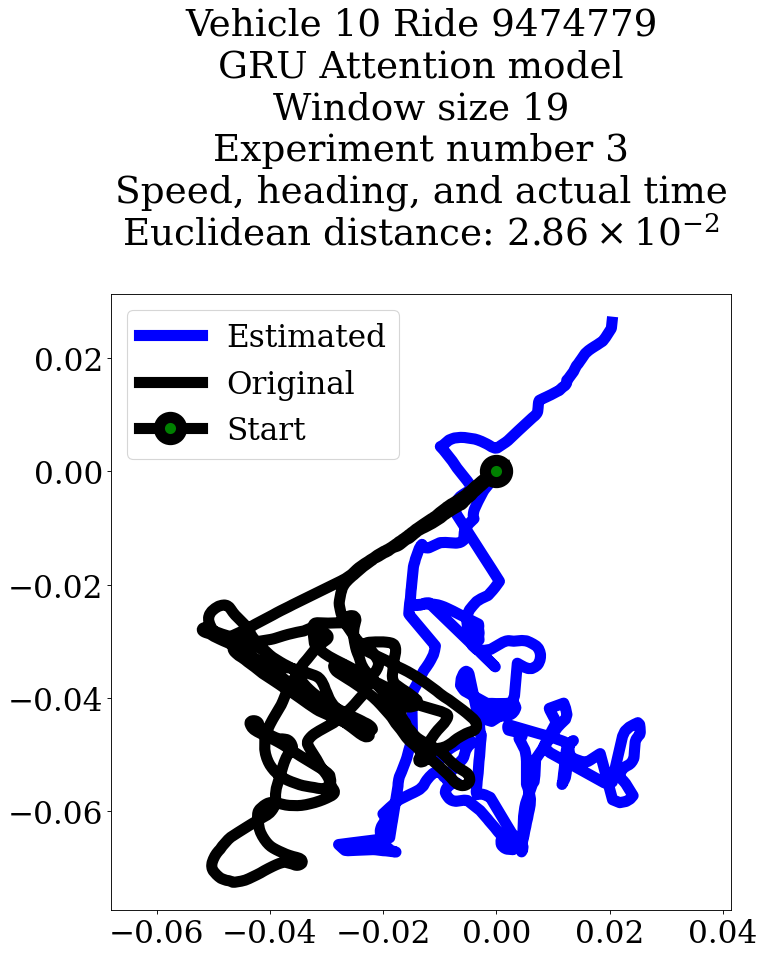 Vehicle 10 Ride 9474779
GRU Attention model
Window size 19
Experiment number 3
Speed, heading, and actual time
Euclidean distance: 2.86 × 10⁻²
Estimated
Original
Start
0.02
0.00
−0.02
−0.04
−0.06
−0.06 −0.04 −0.02 0.00 0.02 0.04